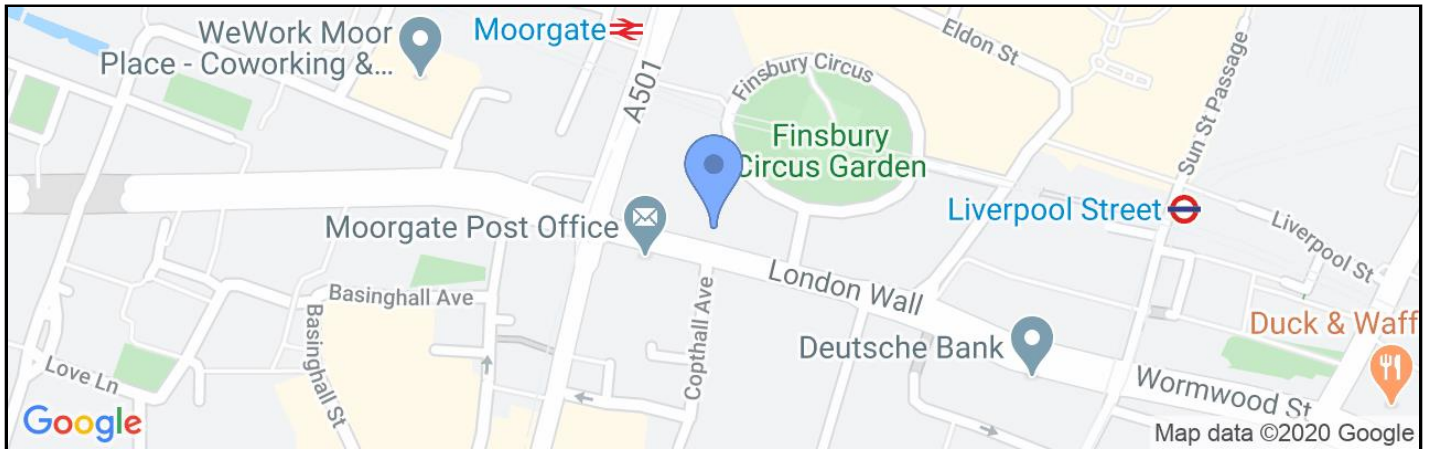 WeWork Moor
Place - Coworking &...
Moorgate
A501
Finsbury Circus
Eldon St
Sun St Passage
Finsbury
Circus Garden
Liverpool Street
Liverpool St
Moorgate Post Office
London Wall
Basinghall Ave
Basinghall St
Copthall Ave
Love Ln
Deutsche Bank
Duck & Waff
Wormwood St
Google
Map data ©2020 Google